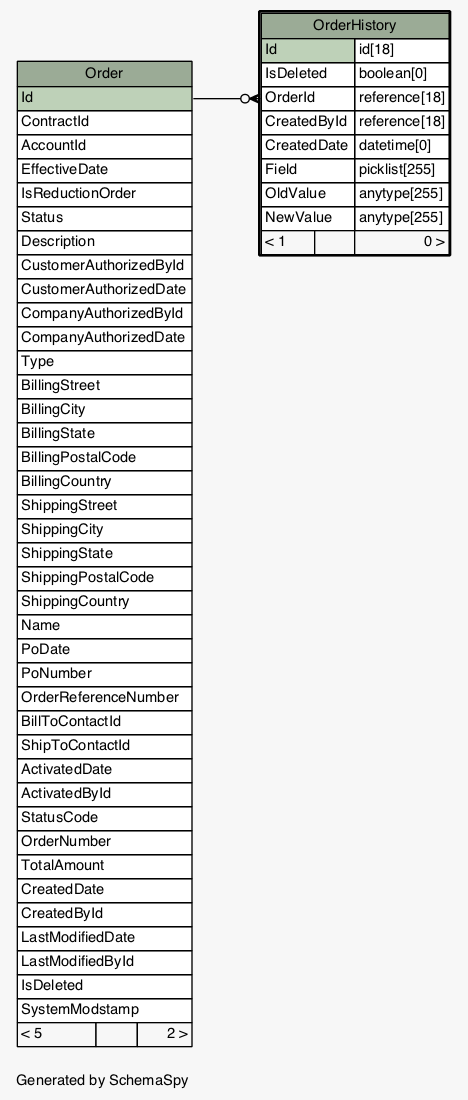 Order
Id
ContractId
AccountId
EffectiveDate
IsReductionOrder
Status
Description
CustomerAuthorizedById
CustomerAuthorizedDate
CompanyAuthorizedById
CompanyAuthorizedDate
Type
BillingStreet
BillingCity
BillingState
BillingPostalCode
BillingCountry
ShippingStreet
ShippingCity
ShippingState
ShippingPostalCode
ShippingCountry
Name
PoDate
PoNumber
OrderReferenceNumber
BillToContactId
ShipToContactId
ActivatedDate
ActivatedById
StatusCode
OrderNumber
TotalAmount
CreatedDate
CreatedById
LastModifiedDate
LastModifiedById
IsDeleted
SystemModstamp
< 5 2 >
OrderHistory
Id id[18]
IsDeleted boolean[0]
OrderId reference[18]
CreatedById reference[18]
CreatedDate datetime[0]
Field picklist[255]
OldValue anytype[255]
NewValue anytype[255]
< 1 0 >
Generated by SchemaSpy